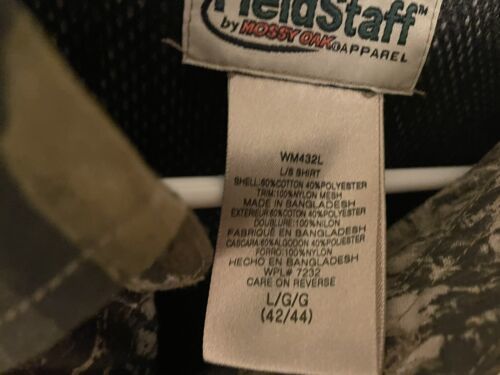 FieldStaff™
by MOSSY OAK® APPAREL
WM432L
L/S SHIRT
SHELL:60%COTTON 40%POLYESTER
TRIM:100%NYLON MESH
MADE IN BANGLADESH
EXTERIEUR:60%COTTON 40%POLYESTER
DOUBLURE:100%NILON
FABRIQUÉ EN BANGLADESH
CASCARA:60%ALGODON 40%POLIESTER
FORRO:100%NYLON
HECHO EN BANGLADESH
WPL# 7232
CARE ON REVERSE
L/G/G
(42/44)